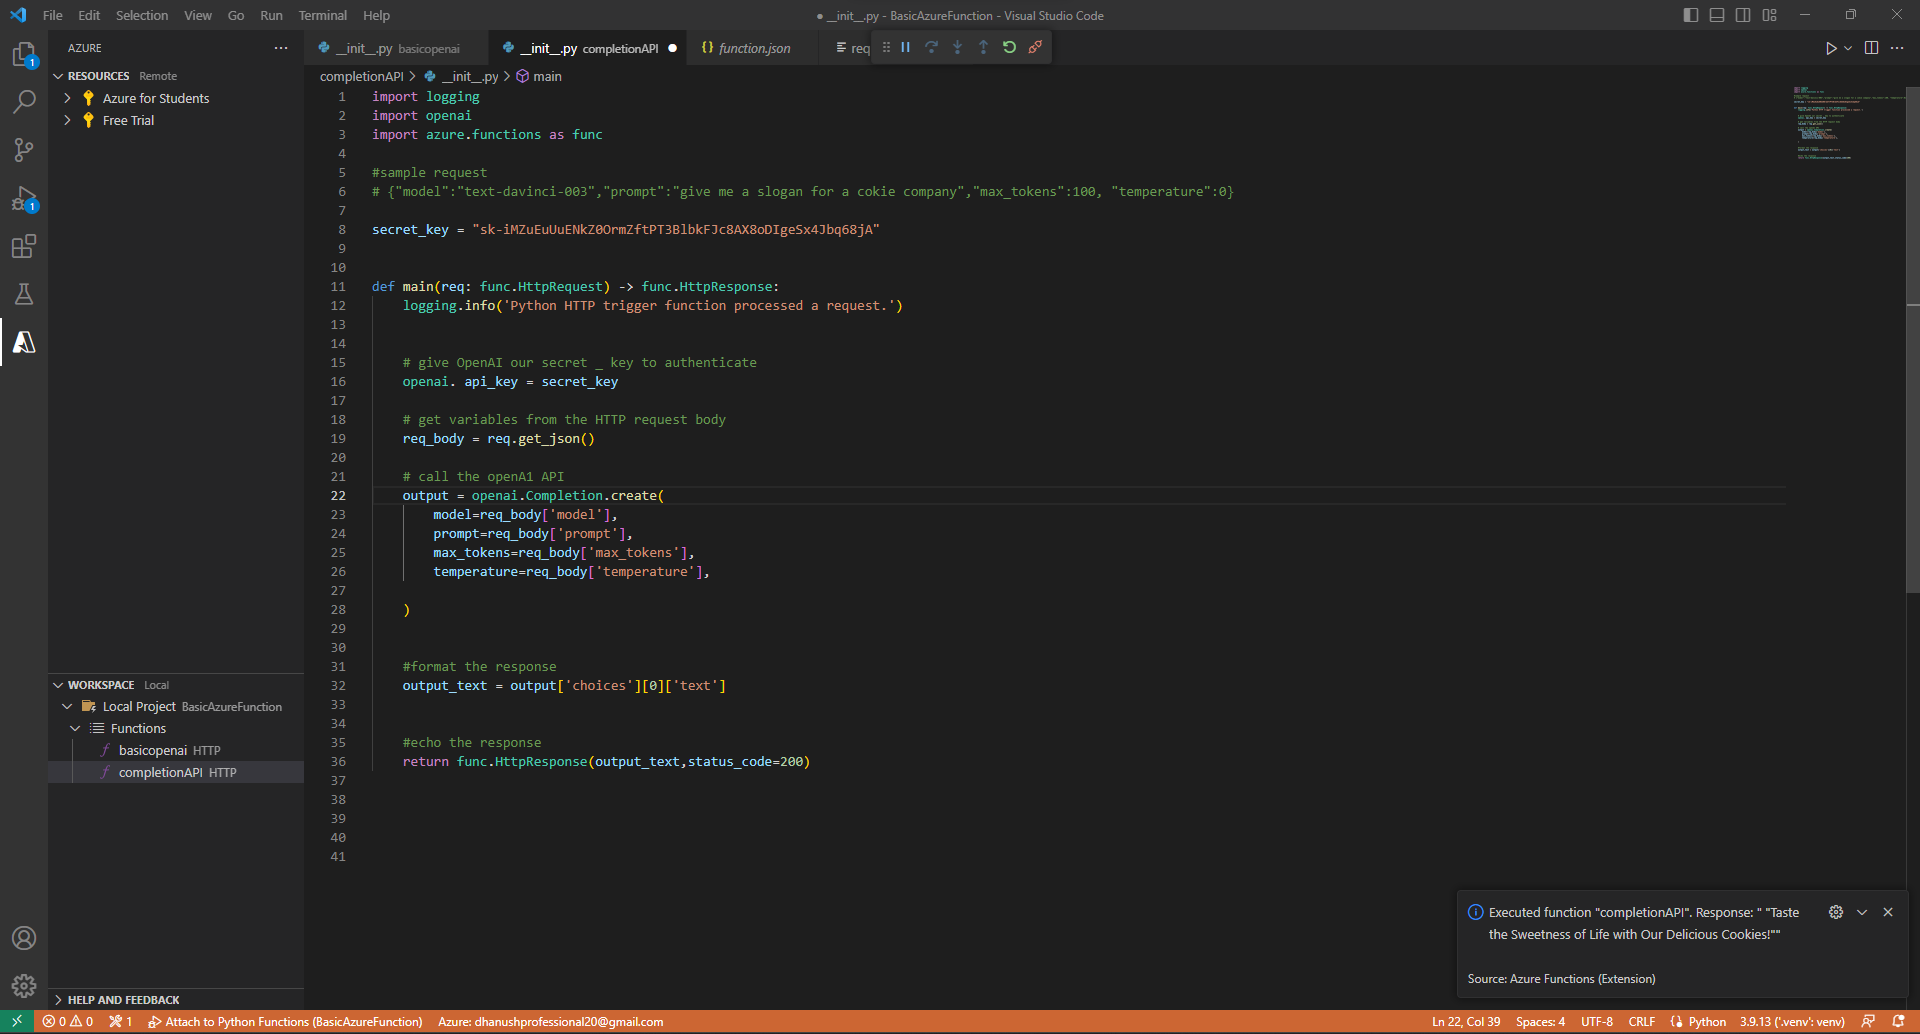 File Edit Selection View Go Run Terminal Help
● __init__.py - BasicAzureFunction - Visual Studio Code
AZURE
RESOURCES Remote
Azure for Students
Free Trial
__init__.py basicopenai
__init__.py completionAPI
{} function.json
req
completionAPI > __init__.py > main
1 import logging
2 import openai
3 import azure.functions as func
4
5 #sample request
6 # {"model":"text-davinci-003","prompt":"give me a slogan for a cokie company","max_tokens":100, "temperature":0}
7
8 secret_key = "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"
9
10
11 def main(req: func.HttpRequest) -> func.HttpResponse:
12 logging.info('Python HTTP trigger function processed a request.')
13
14
15 # give OpenAI our secret _ key to authenticate
16 openai. api_key = secret_key
17
18 # get variables from the HTTP request body
19 req_body = req.get_json()
20
21 # call the openA1 API
22 output = openai.Completion.create(
23 model=req_body['model'],
24 prompt=req_body['prompt'],
25 max_tokens=req_body['max_tokens'],
26 temperature=req_body['temperature'],
27
28 )
29
30
31 #format the response
32 output_text = output['choices'][0]['text']
33
34
35 #echo the response
36 return func.HttpResponse(output_text,status_code=200)
37
38
39
40
41
WORKSPACE Local
Local Project BasicAzureFunction
Functions
basicopenai HTTP
completionAPI HTTP
HELP AND FEEDBACK
Executed function "completionAPI". Response: " "Taste
the Sweetness of Life with Our Delicious Cookies!""
Source: Azure Functions (Extension)
0 0 1 Attach to Python Functions (BasicAzureFunction) Azure: dhanushprofessional20@gmail.com
Ln 22, Col 39 Spaces: 4 UTF-8 CRLF Python 3.9.13 ('.venv': venv)